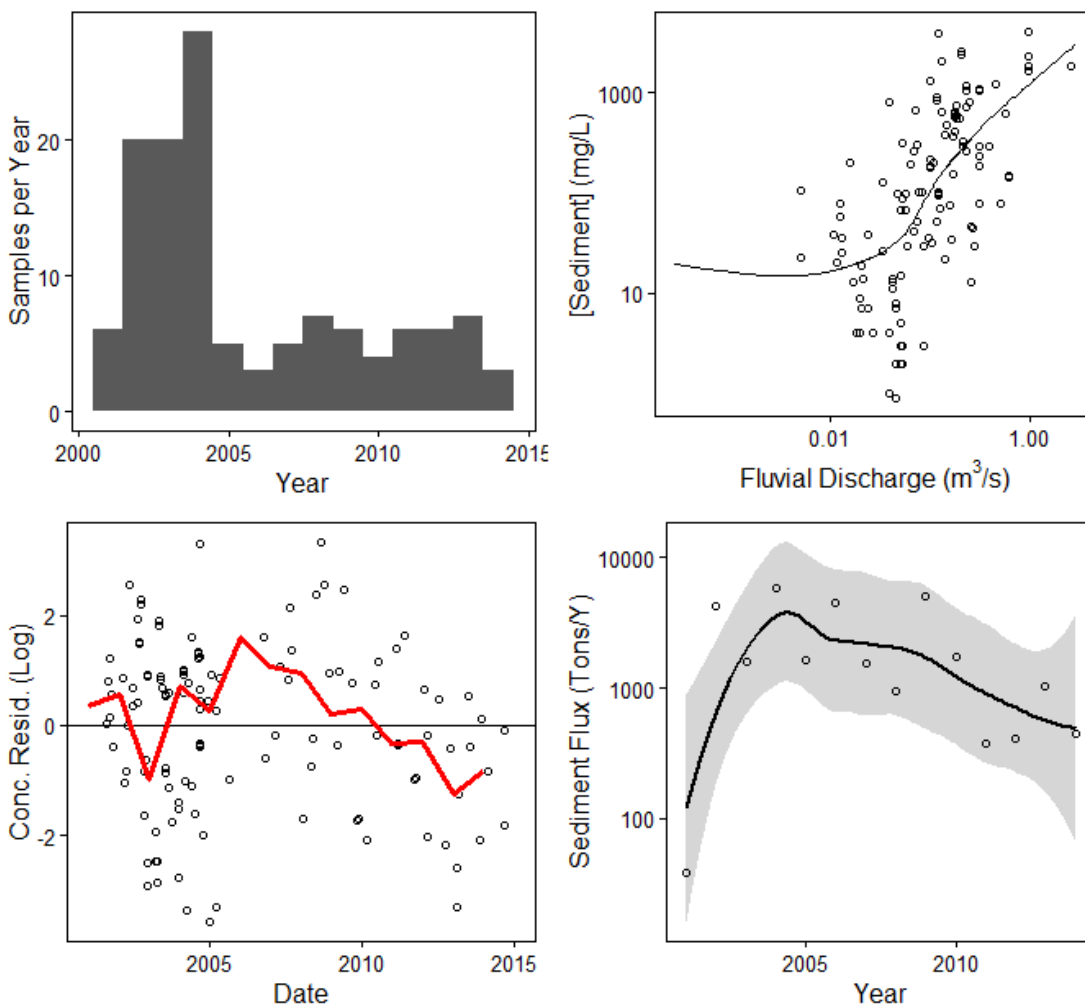 Samples per Year
20
10
0
2000
2005
2010
2015
Year
[Sediment] (mg/L)
1000
10
0.01
1.00
Fluvial Discharge (m³/s)
Conc. Resid. (Log)
2
0
-2
2005
2010
2015
Date
Sediment Flux (Tons/Y)
10000
1000
100
2005
2010
Year